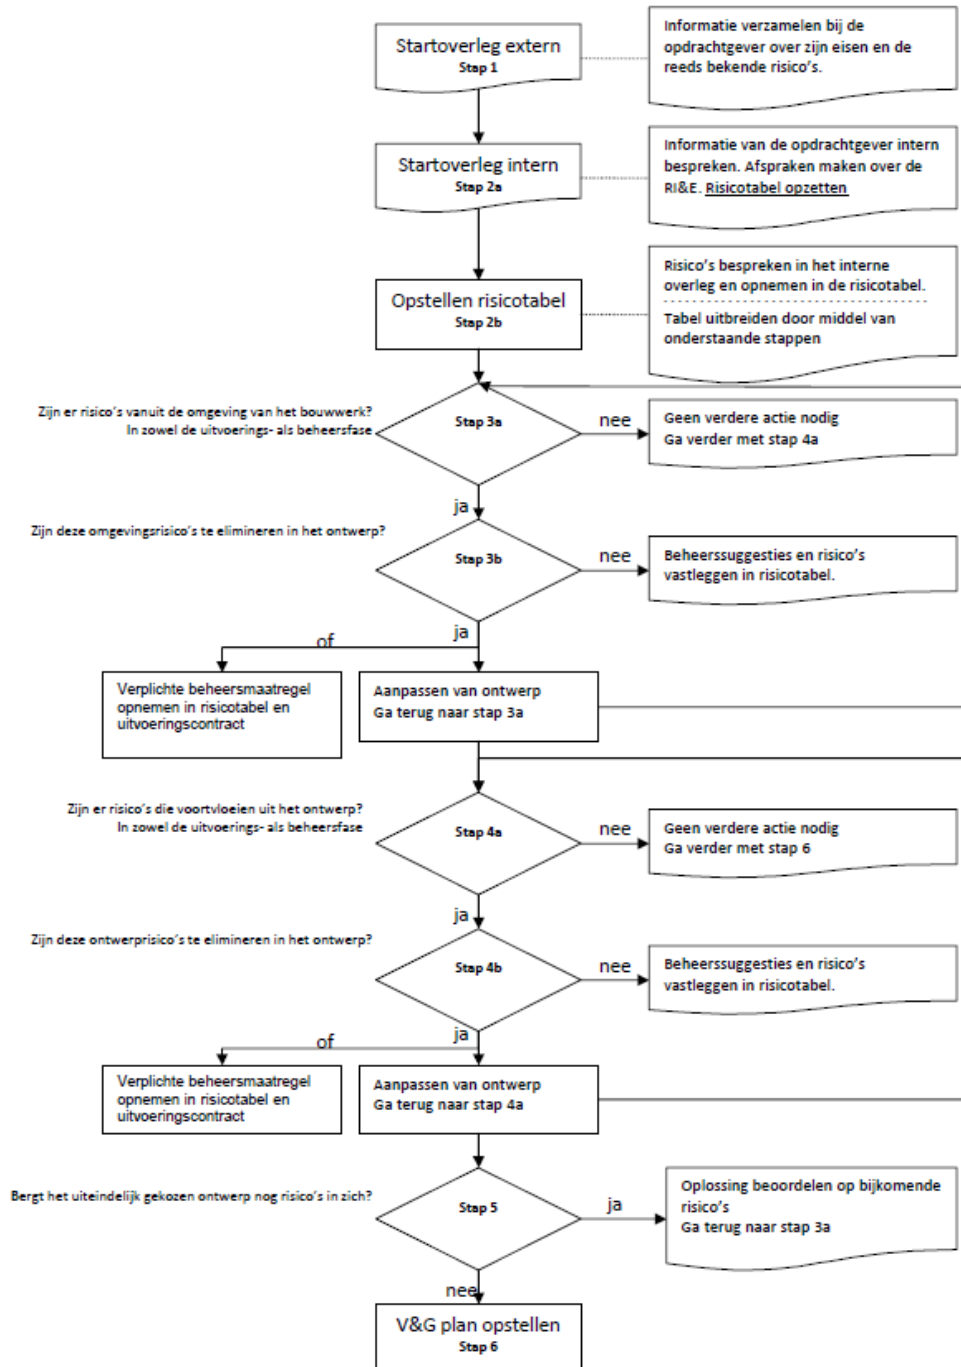 Startoverleg extern
Stap 1
Informatie verzamelen bij de
opdrachtgever over zijn eisen en de
reeds bekende risico's.
Startoverleg intern
Stap 2a
Informatie van de opdrachtgever intern
bespreken. Afspraken maken over de
RI&E. Risicotabel opzetten
Opstellen risicotabel
Stap 2b
Risico's bespreken in het interne
overleg en opnemen in de risicotabel.
Tabel uitbreiden door middel van
onderstaande stappen
Zijn er risico's vanuit de omgeving van het bouwwerk?
In zowel de uitvoerings- als beheersfase
Stap 3a
nee
Geen verdere actie nodig
Ga verder met stap 4a
ja
Zijn deze omgevingsrisico's te elimineren in het ontwerp?
Stap 3b
nee
Beheerssuggesties en risico's
vastleggen in risicotabel.
ja
of
Verplichte beheersmaatregel
opnemen in risicotabel en
uitvoeringscontract
Aanpassen van ontwerp
Ga terug naar stap 3a
Zijn er risico's die voortvloeien uit het ontwerp?
In zowel de uitvoerings- als beheersfase
Stap 4a
nee
Geen verdere actie nodig
Ga verder met stap 6
ja
Zijn deze ontwerprisico's te elimineren in het ontwerp?
Stap 4b
nee
Beheerssuggesties en risico's
vastleggen in risicotabel.
ja
of
Verplichte beheersmaatregel
opnemen in risicotabel en
uitvoeringscontract
Aanpassen van ontwerp
Ga terug naar stap 4a
Bergt het uiteindelijk gekozen ontwerp nog risico's in zich?
Stap 5
ja
Oplossing beoordelen op bijkomende
risico's
Ga terug naar stap 3a
nee
V&G plan opstellen
Stap 6